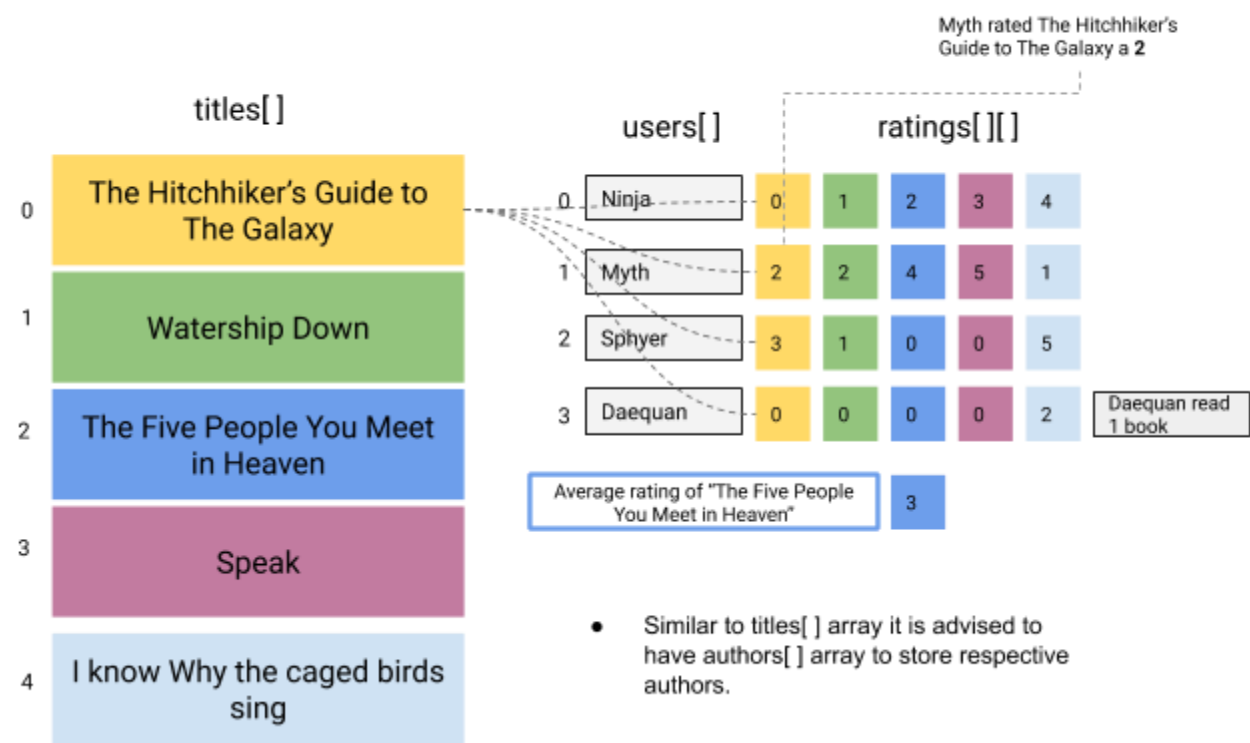 Myth rated The Hitchhiker's
Guide to The Galaxy a 2
titles[ ]
users[ ]
ratings[ ][ ]
0
The Hitchhiker's Guide to
The Galaxy
1
Watership Down
2
The Five People You Meet
in Heaven
3
Speak
4
I know Why the caged birds
sing
0 Ninja 0 1 2 3 4
1 Myth 2 2 4 5 1
2 Sphyer 3 1 0 0 5
3 Daequan 0 0 0 0 2
Daequan read
1 book
Average rating of "The Five People
You Meet in Heaven"
3
● Similar to titles[ ] array it is advised to
have authors[ ] array to store respective
authors.